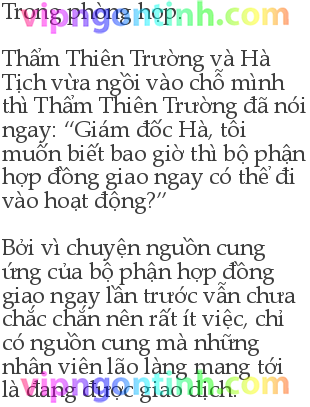 Trong phòng họp.
vipngontinh.com
Thẩm Thiên Trường và Hà
Tịch vừa ngồi vào chỗ mình
thì Thẩm Thiên Trường đã nói
ngay: “Giám đốc Hà, tôi
muốn biết bao giờ thì bộ phận
hợp đồng giao ngay có thể đi
vào hoạt động?”
Bởi vì chuyện nguồn cung
ứng của bộ phận hợp đồng
giao ngay lần trước vẫn chưa
chắc chắn nên rất ít việc, chỉ
có nguồn cung mà những
nhân viên lão làng mang tới
là đang được giao dịch.
vipngontinh.com